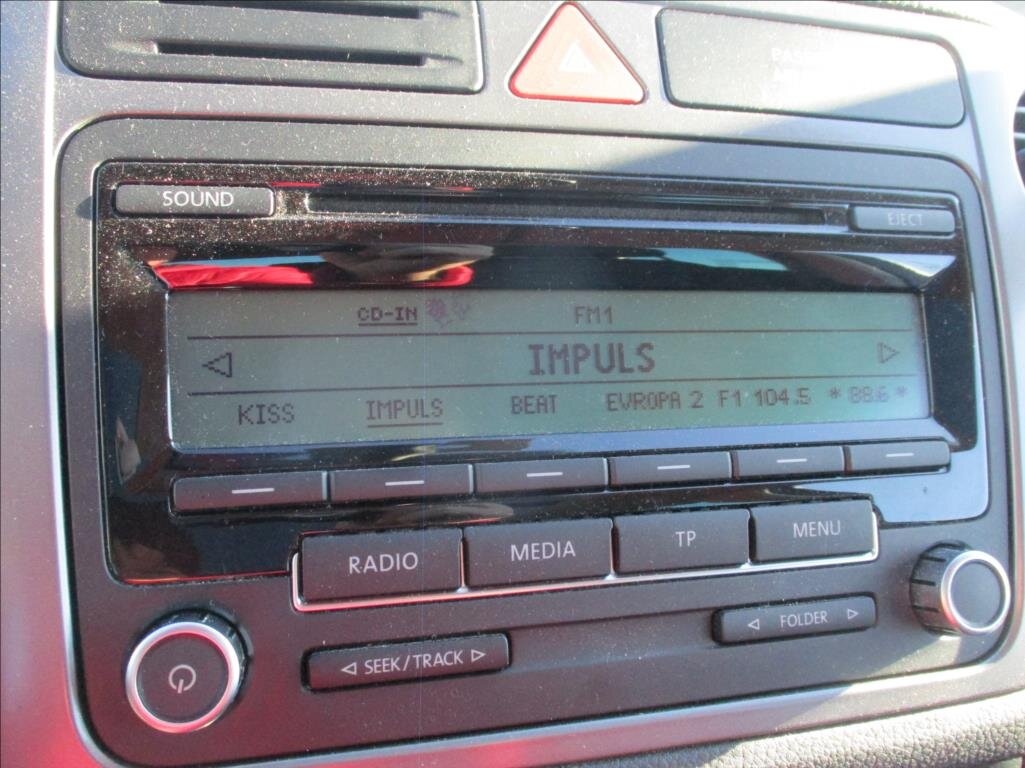 SOUND
EJECT
CD-IN FM1
IMPULS
KISS IMPULS BEAT EVROPA 2 F1 104.5 * 88.6 *
RADIO MEDIA TP MENU
SEEK/TRACK FOLDER